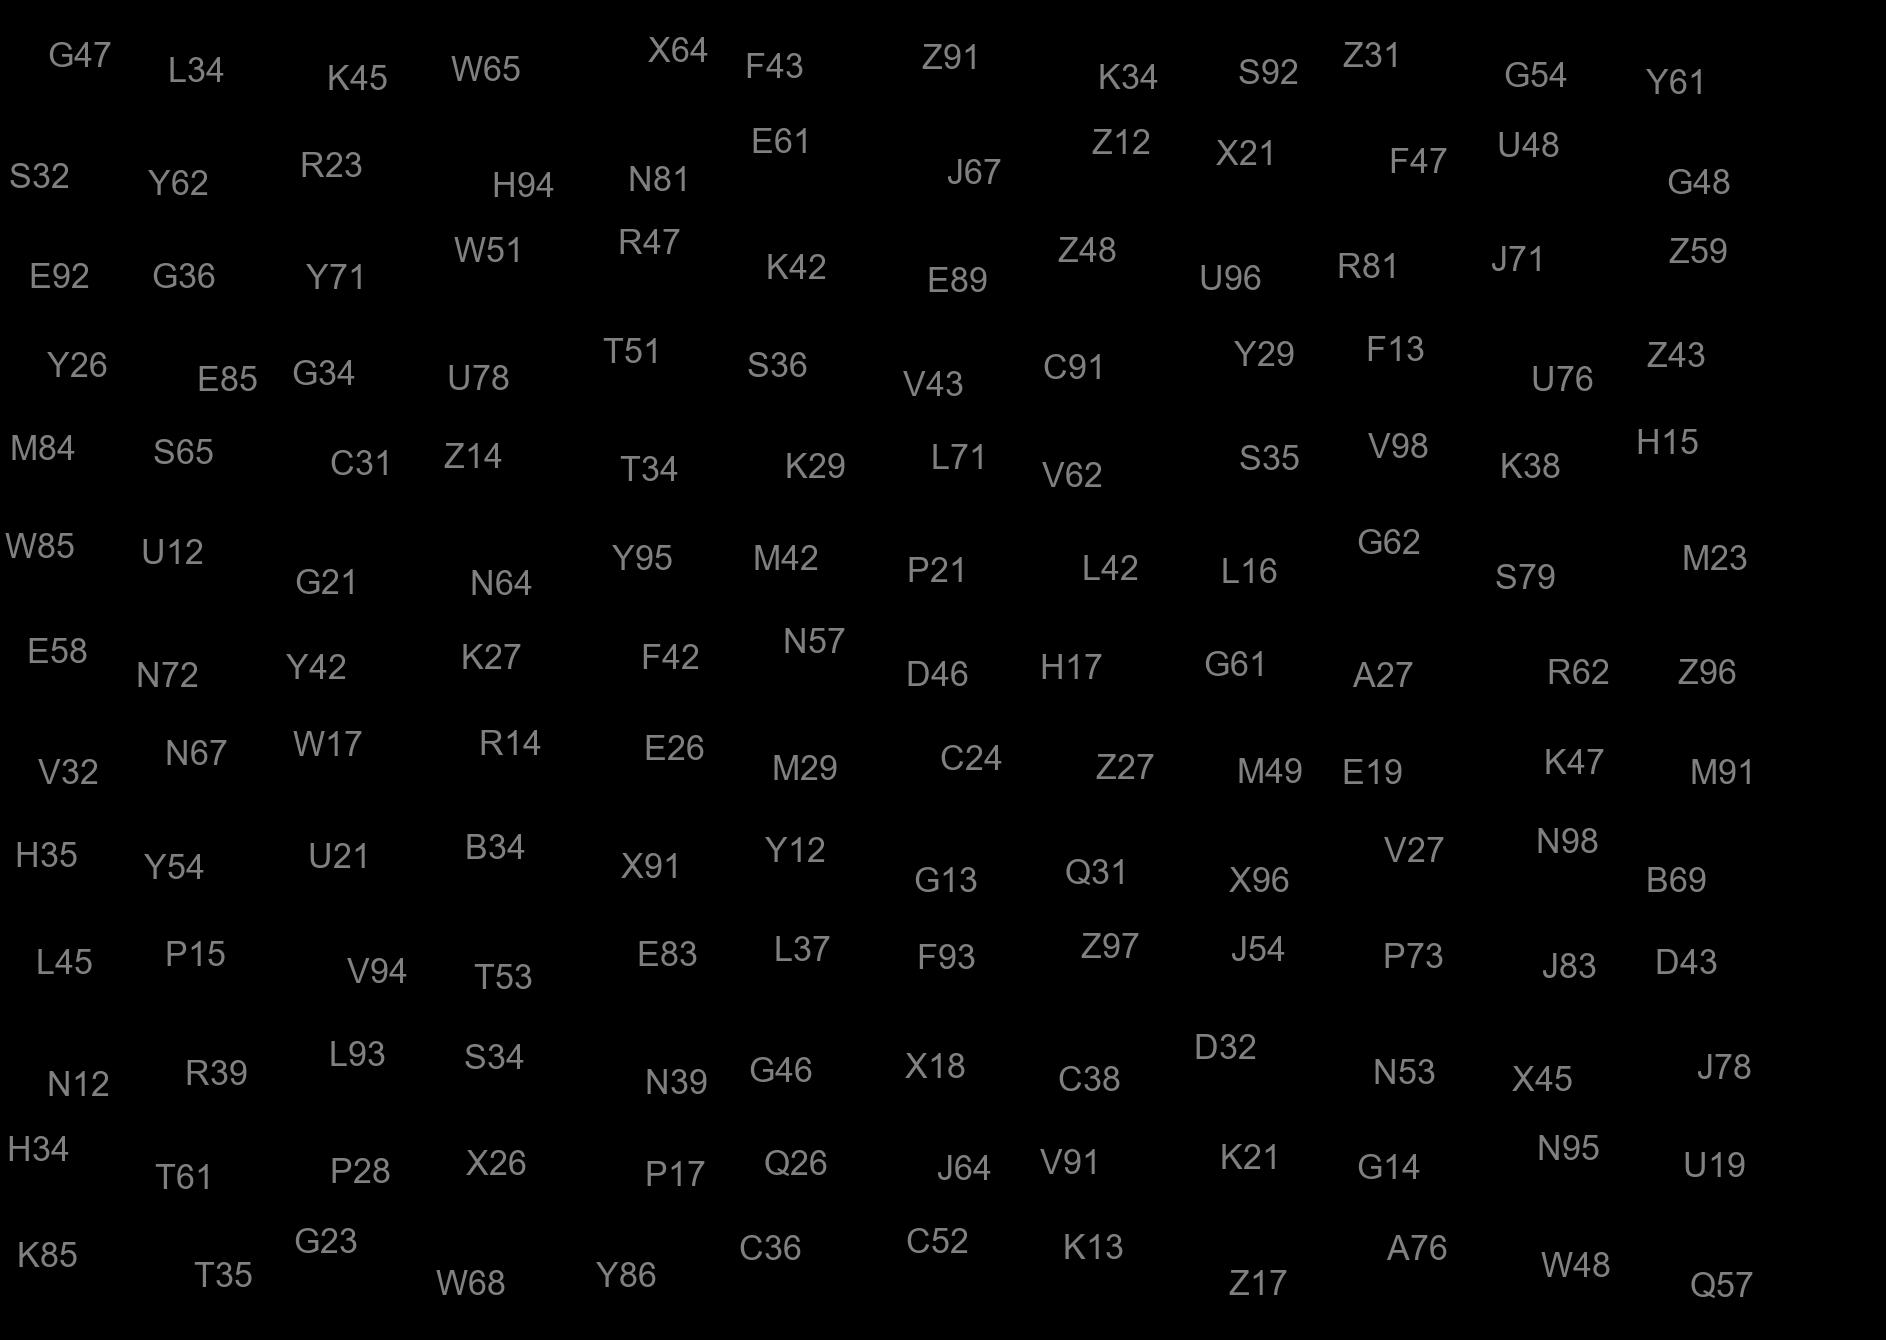 G47 L34 K45 W65 X64 F43 Z91 K34 S92 Z31 G54 Y61
S32 Y62 R23 H94 N81 E61 J67 Z12 X21 F47 U48 G48
E92 G36 Y71 W51 R47 K42 E89 Z48 U96 R81 J71 Z59
Y26 E85 G34 U78 T51 S36 V43 C91 Y29 F13 U76 Z43
M84 S65 C31 Z14 T34 K29 L71 V62 S35 V98 K38 H15
W85 U12 G21 N64 Y95 M42 P21 L42 L16 G62 S79 M23
E58 N72 Y42 K27 F42 N57 D46 H17 G61 A27 R62 Z96
V32 N67 W17 R14 E26 M29 C24 Z27 M49 E19 K47 M91
H35 Y54 U21 B34 X91 Y12 G13 Q31 X96 V27 N98 B69
L45 P15 V94 T53 E83 L37 F93 Z97 J54 P73 J83 D43
N12 R39 L93 S34 N39 G46 X18 C38 D32 N53 X45 J78
H34 T61 P28 X26 P17 Q26 J64 V91 K21 G14 N95 U19
K85 T35 G23 W68 Y86 C36 C52 K13 Z17 A76 W48 Q57